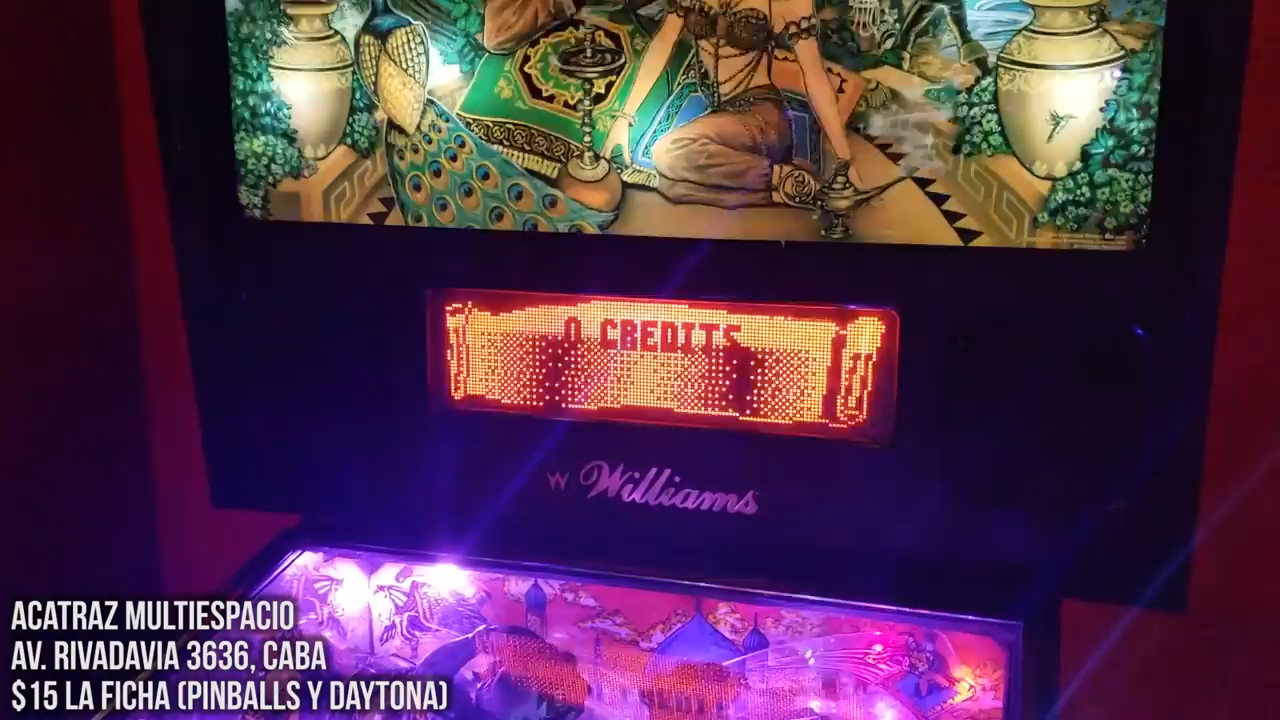 0 CREDITS
W Williams
ACATRAZ MULTIESPACIO
AV. RIVADAVIA 3636, CABA
$15 LA FICHA (PINBALLS Y DAYTONA)